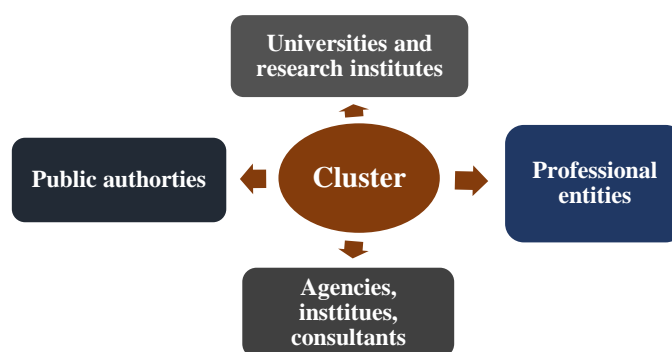 Universities and
research institutes
Public authorties
Cluster
Professional
entities
Agencies,
insttitues,
consultants